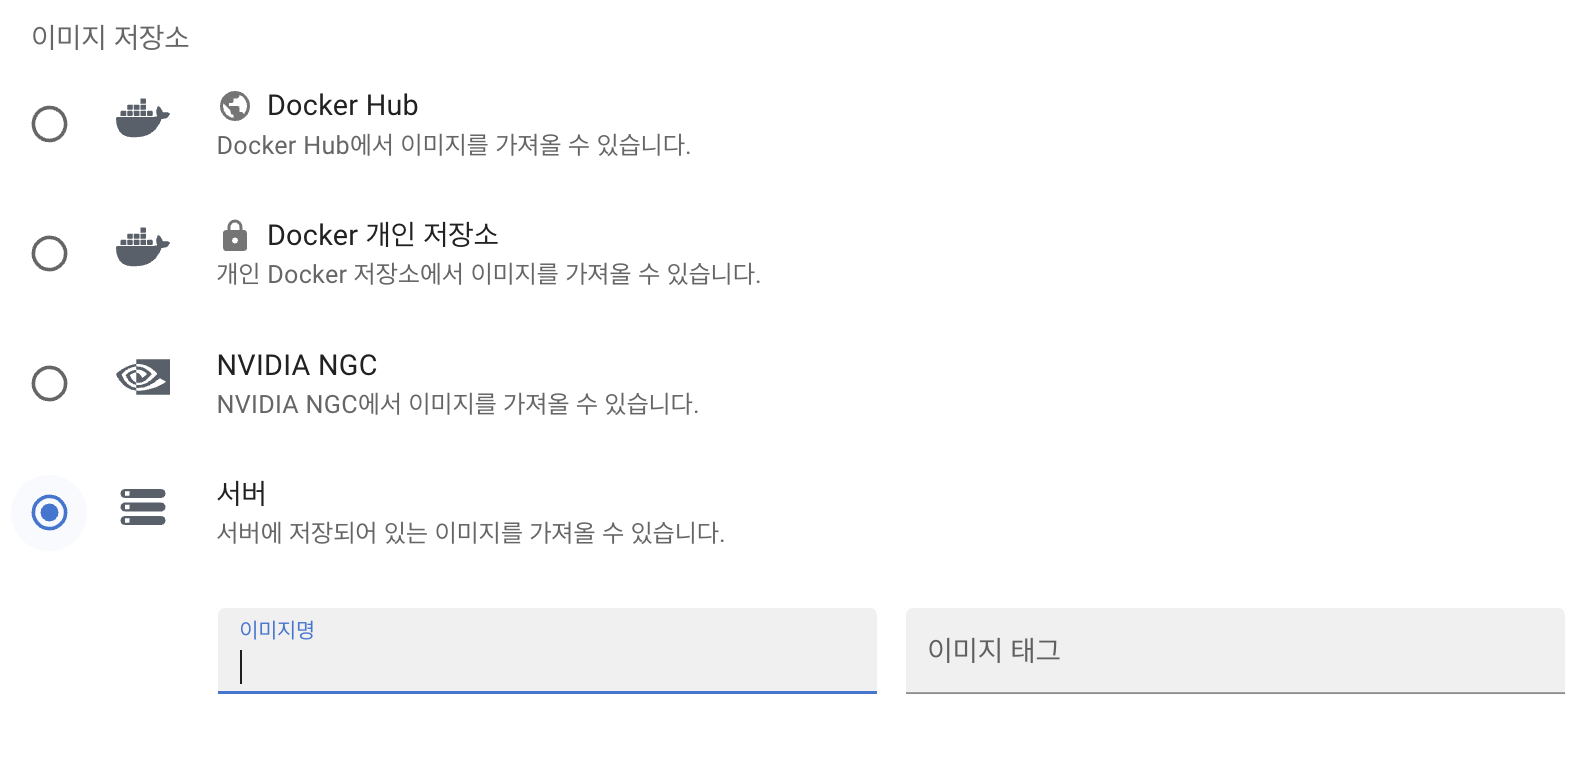 이미지 저장소
Docker Hub
Docker Hub에서 이미지를 가져올 수 있습니다.
Docker 개인 저장소
개인 Docker 저장소에서 이미지를 가져올 수 있습니다.
NVIDIA NGC
NVIDIA NGC에서 이미지를 가져올 수 있습니다.
서버
서버에 저장되어 있는 이미지를 가져올 수 있습니다.
이미지명
이미지 태그